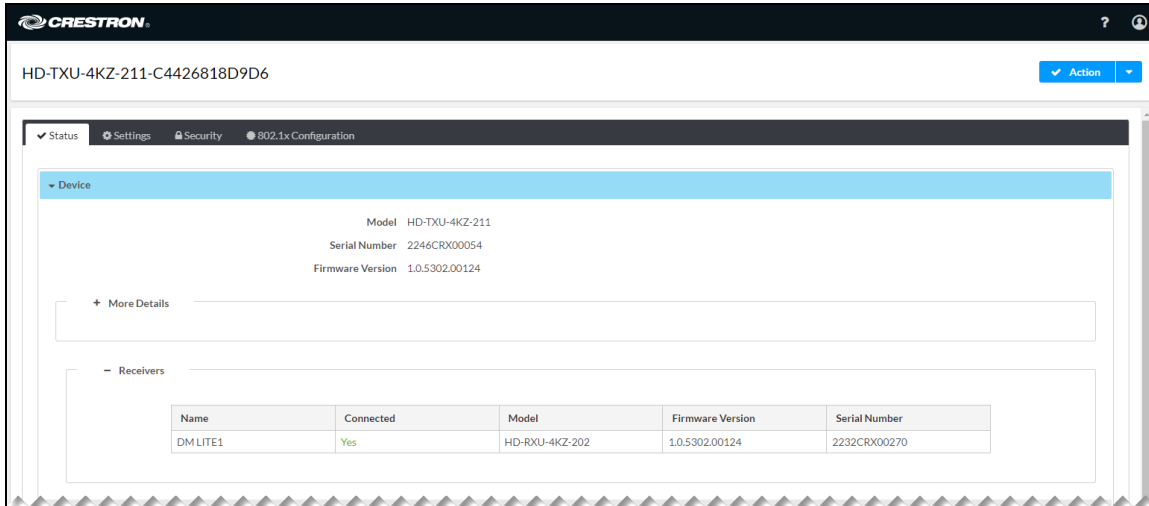 CRESTRON®
?
HD-TXU-4KZ-211-C4426818D9D6
Action
Status Settings Security 802.1x Configuration
Device
Model HD-TXU-4KZ-211
Serial Number 2246CRX00054
Firmware Version 1.0.5302.00124
+ More Details
− Receivers
Name Connected Model Firmware Version Serial Number
DM LITE1 Yes HD-RXU-4KZ-202 1.0.5302.00124 2232CRX00270